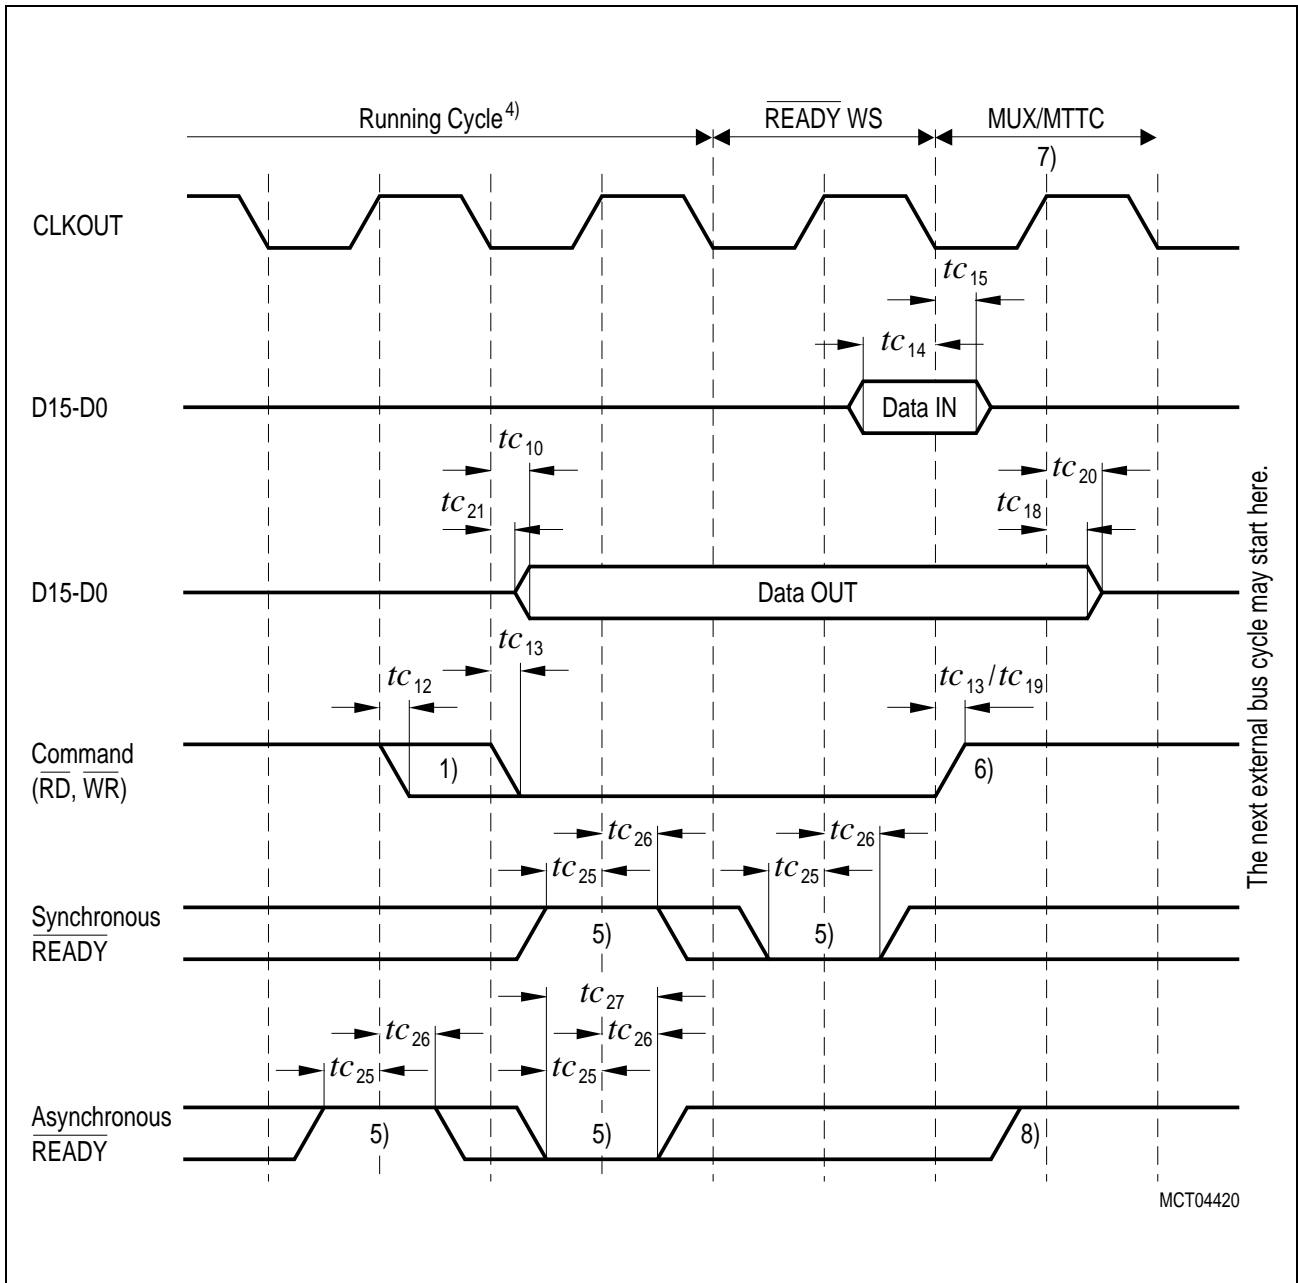 Running Cycle 4)
READY WS
MUX/MTTC
7)
CLKOUT
tc15
tc14
D15-D0
Data IN
tc10
tc20
tc21
tc18
D15-D0
Data OUT
tc13
tc12
tc13/tc19
Command
(RD, WR)
1)
6)
tc26
tc26
tc25
tc25
Synchronous
READY
5)
5)
tc27
tc26
tc26
tc25
tc25
Asynchronous
READY
5)
5)
8)
The next external bus cycle may start here.
MCT04420